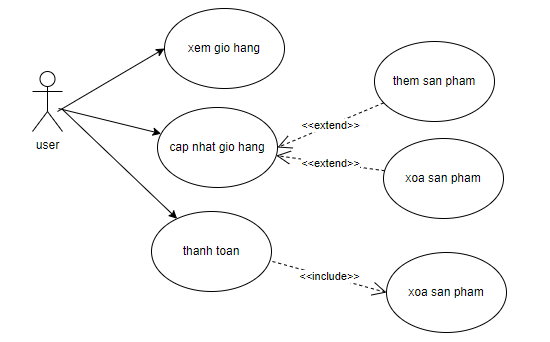 xem gio hang
them san pham
<<extend>>
user
cap nhat gio hang
<<extend>>
xoa san pham
thanh toan
<<include>>
xoa san pham